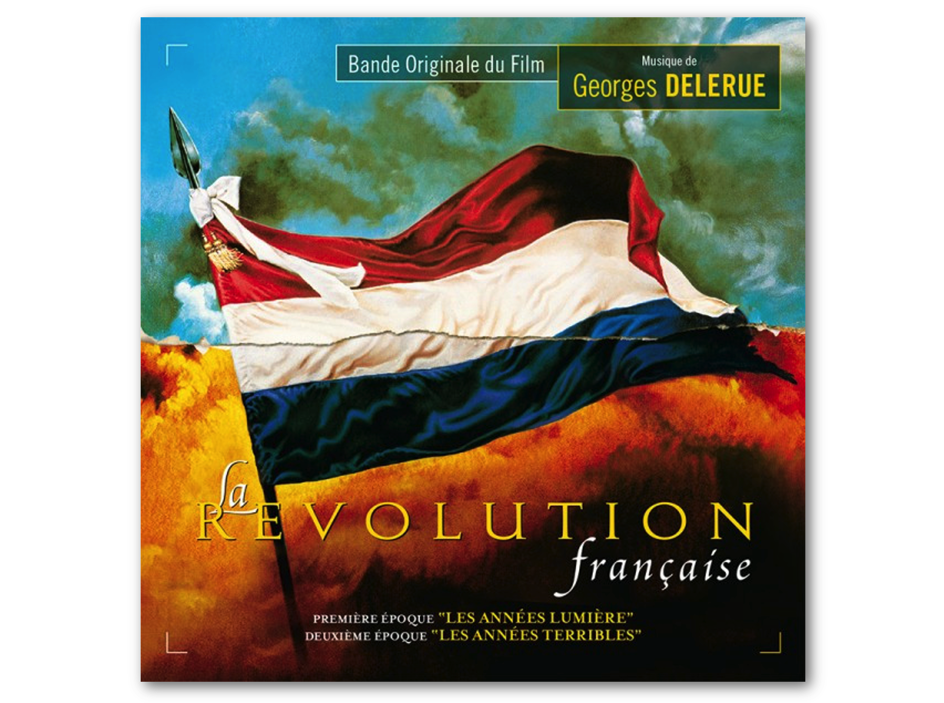 Bande Originale du Film
Musique de
Georges DELERUE
la
REVOLUTION
française
PREMIÈRE ÉPOQUE "LES ANNÉES LUMIÈRE"
DEUXIÈME ÉPOQUE "LES ANNÉES TERRIBLES"